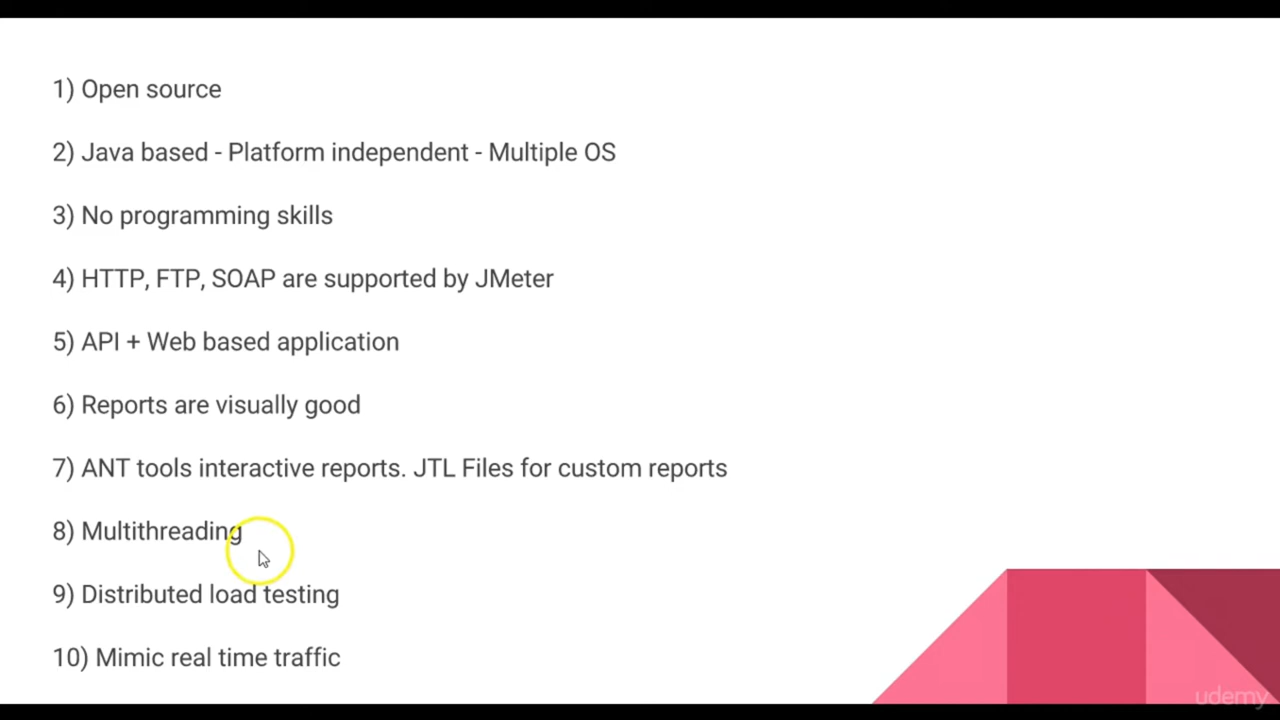 1) Open source
2) Java based - Platform independent - Multiple OS
3) No programming skills
4) HTTP, FTP, SOAP are supported by JMeter
5) API + Web based application
6) Reports are visually good
7) ANT tools interactive reports. JTL Files for custom reports
8) Multithreading
9) Distributed load testing
10) Mimic real time traffic
udemy